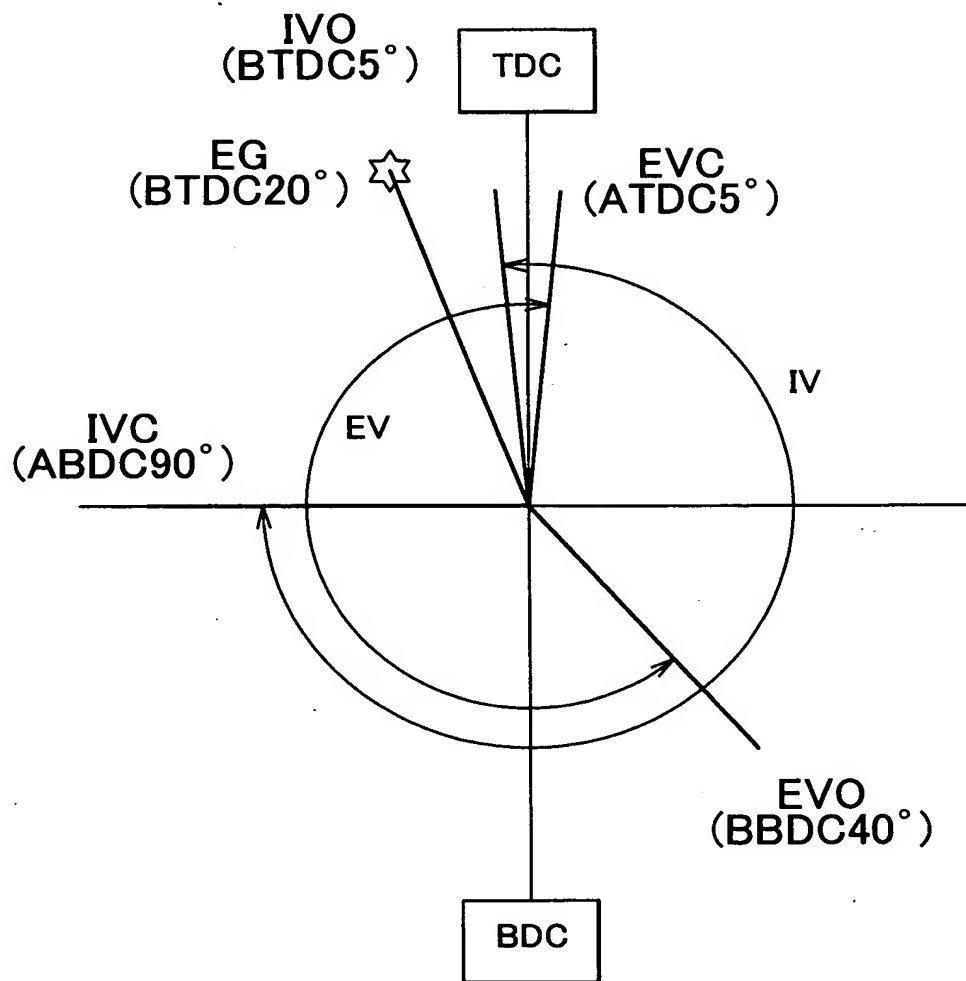 IVO
(BTDC5°)
TDC
EG
(BTDC20°)
EVC
(ATDC5°)
IV
EV
IVC
(ABDC90°)
EVO
(BBDC40°)
BDC